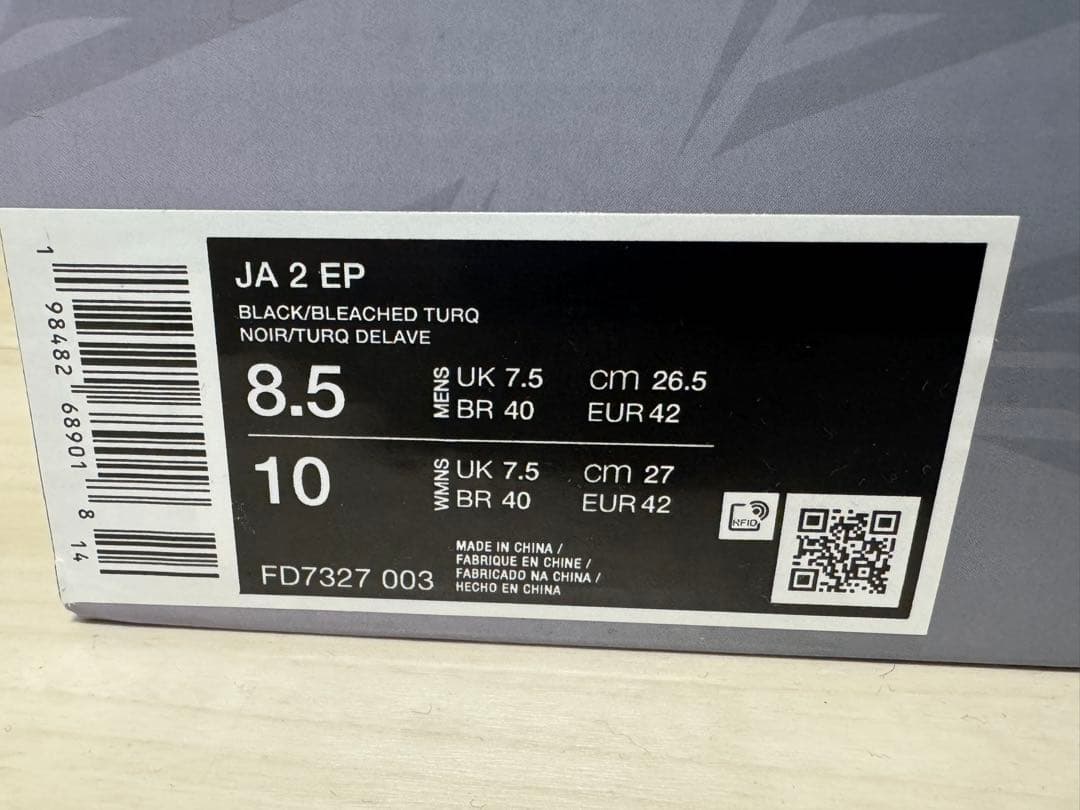 JA 2 EP
BLACK/BLEACHED TURQ
NOIR/TURQ DELAVE
8.5 MENS UK 7.5 cm 26.5
BR 40 EUR 42
10 WMNS UK 7.5 cm 27
BR 40 EUR 42
FD7327 003
MADE IN CHINA /
FABRIQUE EN CHINE /
FABRICADO NA CHINA /
HECHO EN CHINA
RFID
1 98482 68901 8 14